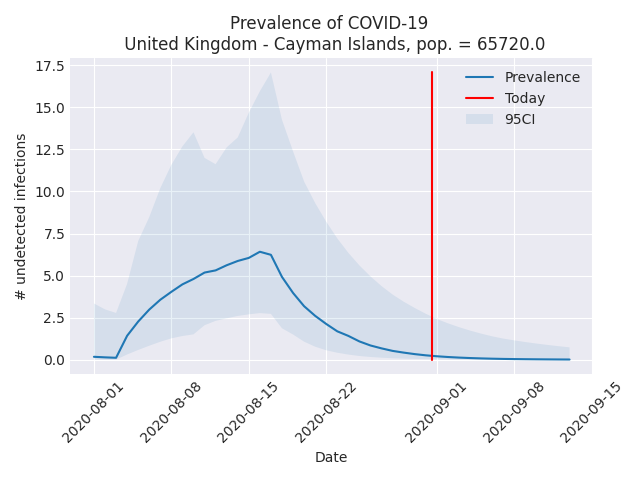 Prevalence of COVID-19
United Kingdom - Cayman Islands, pop. = 65720.0
17.5
15.0
12.5
10.0
7.5
5.0
2.5
0.0
# undetected infections
Prevalence
Today
95CI
2020-08-01
2020-08-08
2020-08-15
2020-08-22
2020-09-01
2020-09-08
2020-09-15
Date